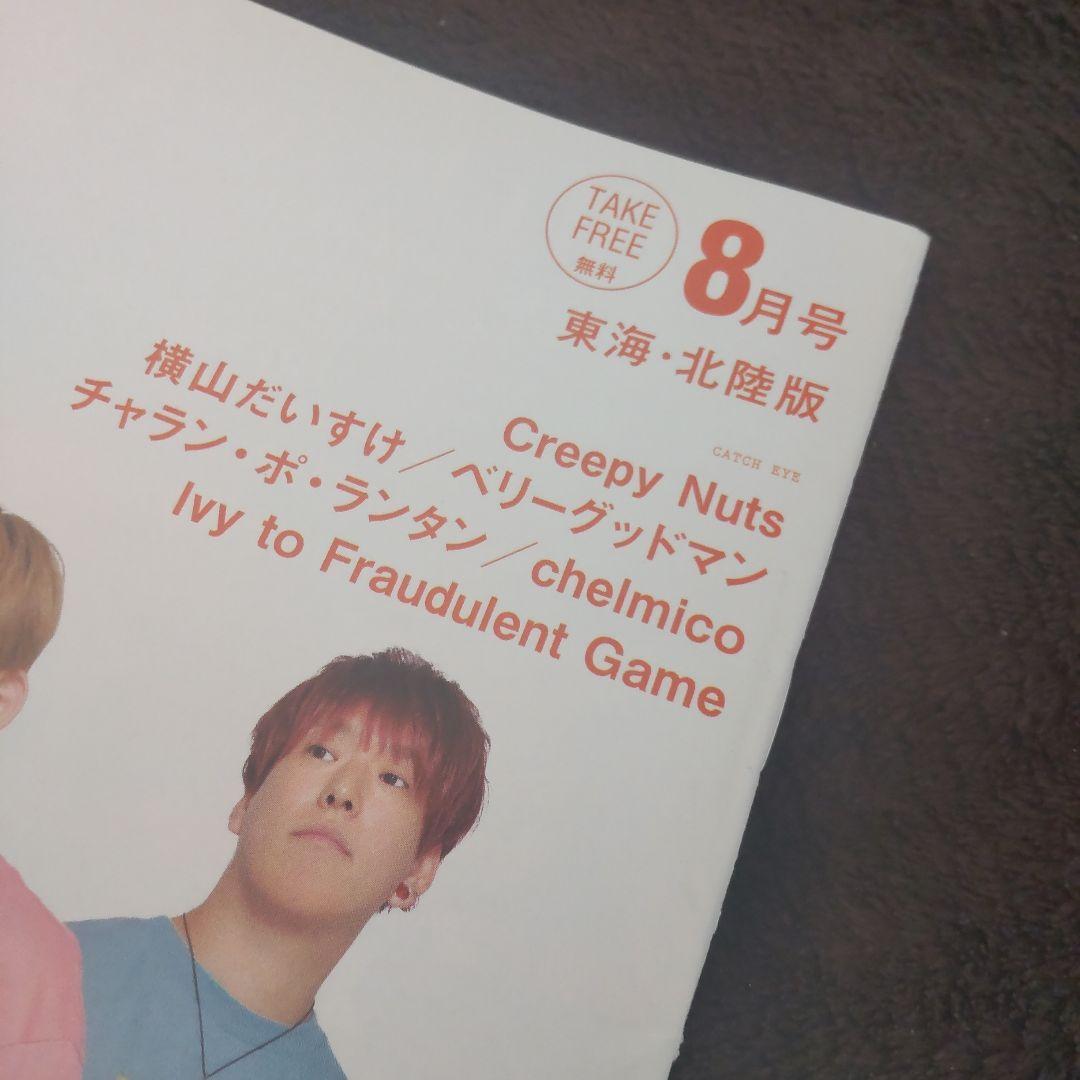 TAKE
FREE
無料
8月号
東海・北陸版
CATCH EYE
Creepy Nuts
横山だいすけ／ベリーグッドマン
チャラン・ポ・ランタン／chelmico
Ivy to Fraudulent Game